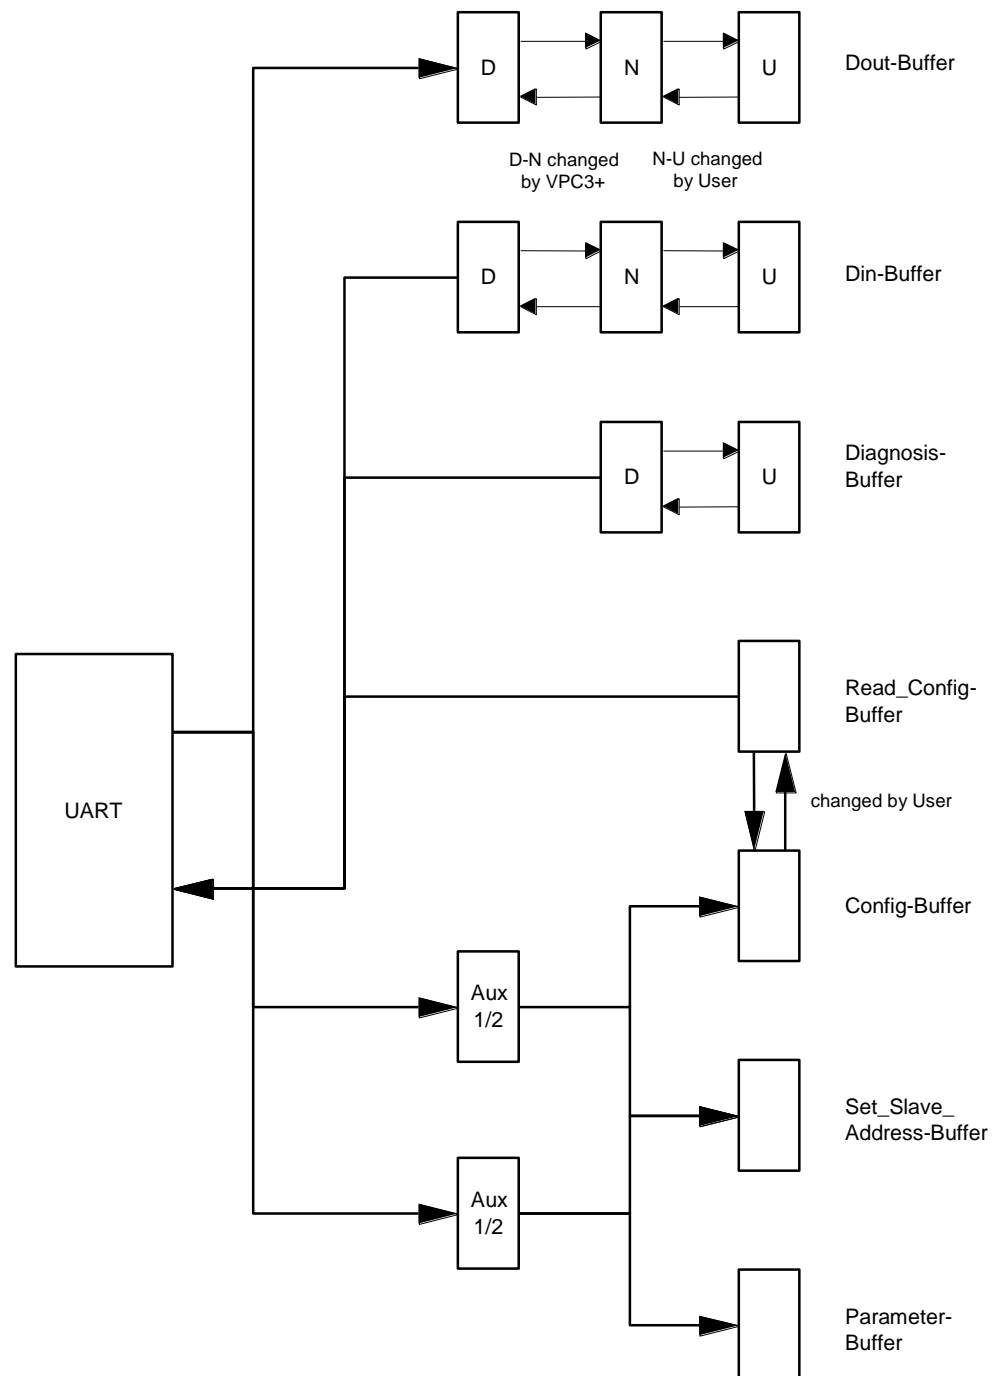 D
N
U
Dout-Buffer
D-N changed
by VPC3+
N-U changed
by User
D
N
U
Din-Buffer
D
U
Diagnosis-
Buffer
Read_Config-
Buffer
UART
changed by User
Config-Buffer
Aux
1/2
Set_Slave_
Address-Buffer
Aux
1/2
Parameter-
Buffer